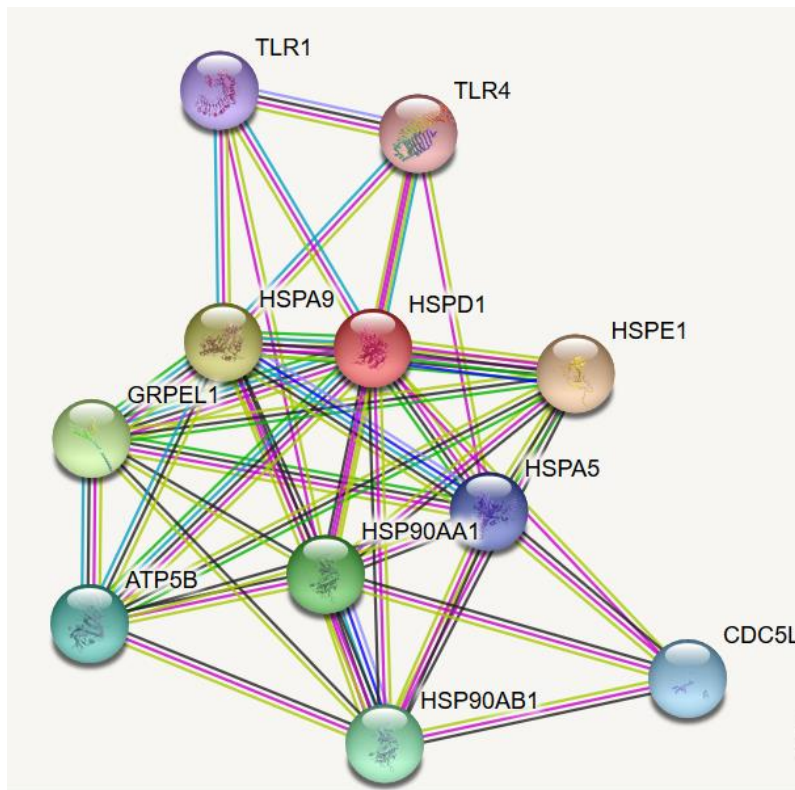 TLR1
TLR4
HSPA9
HSPD1
HSPE1
GRPEL1
HSPA5
HSP90AA1
ATP5B
CDC5L
HSP90AB1